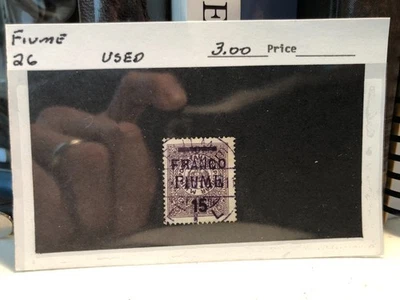 FIUME
26
USED
3.00 Price
FRANCO
FIUME
15
E